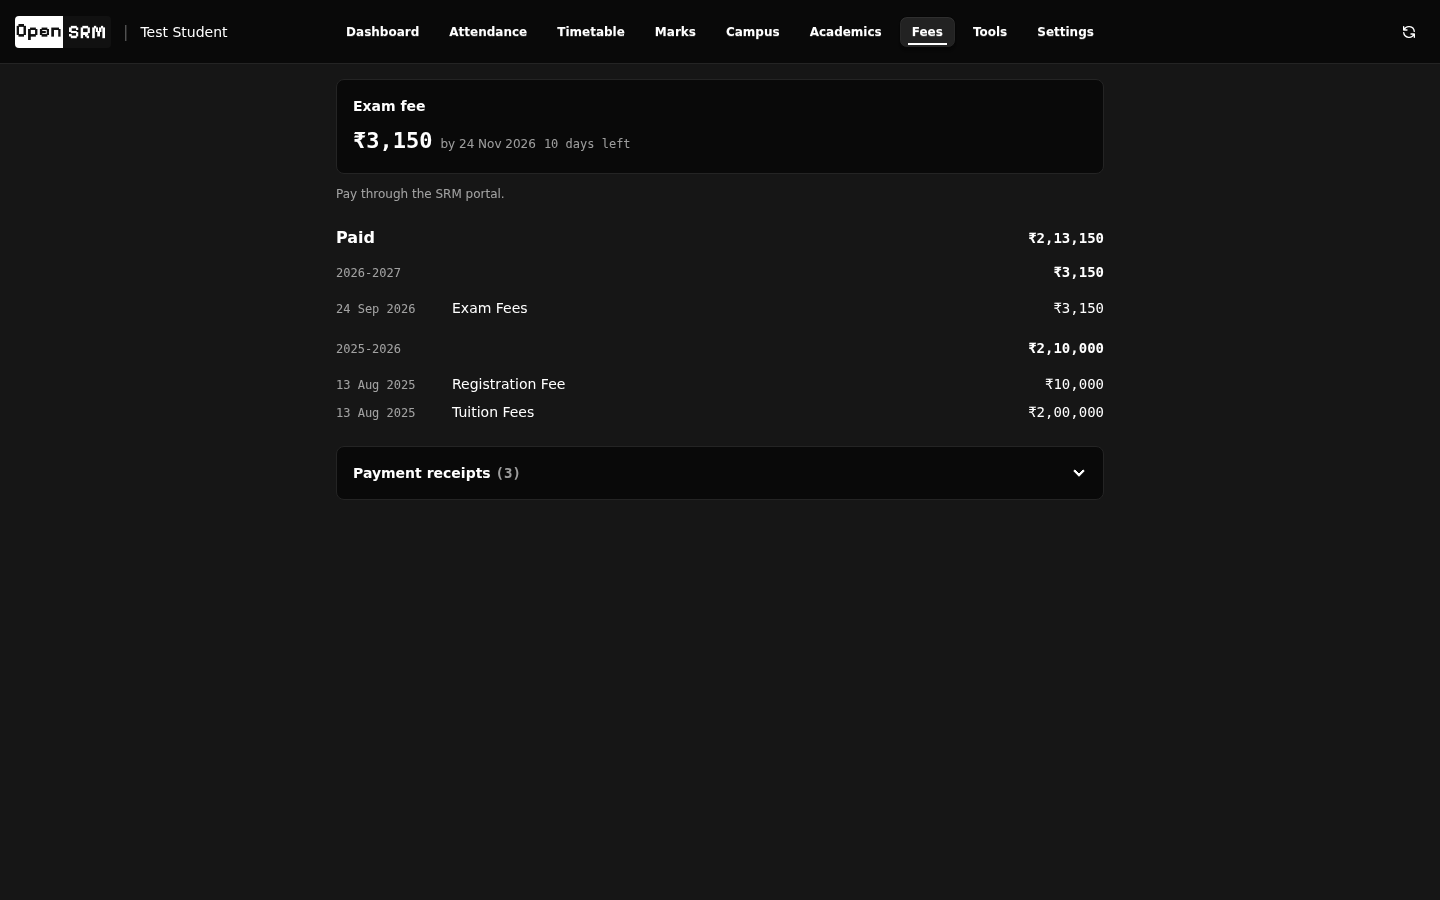 Open SRM | Test Student Dashboard Attendance Timetable Marks Campus Academics Fees Tools Settings
Exam fee
₹3,150 by 24 Nov 2026 10 days left
Pay through the SRM portal.
Paid ₹2,13,150
2026-2027 ₹3,150
24 Sep 2026 Exam Fees ₹3,150
2025-2026 ₹2,10,000
13 Aug 2025 Registration Fee ₹10,000
13 Aug 2025 Tuition Fees ₹2,00,000
Payment receipts (3)